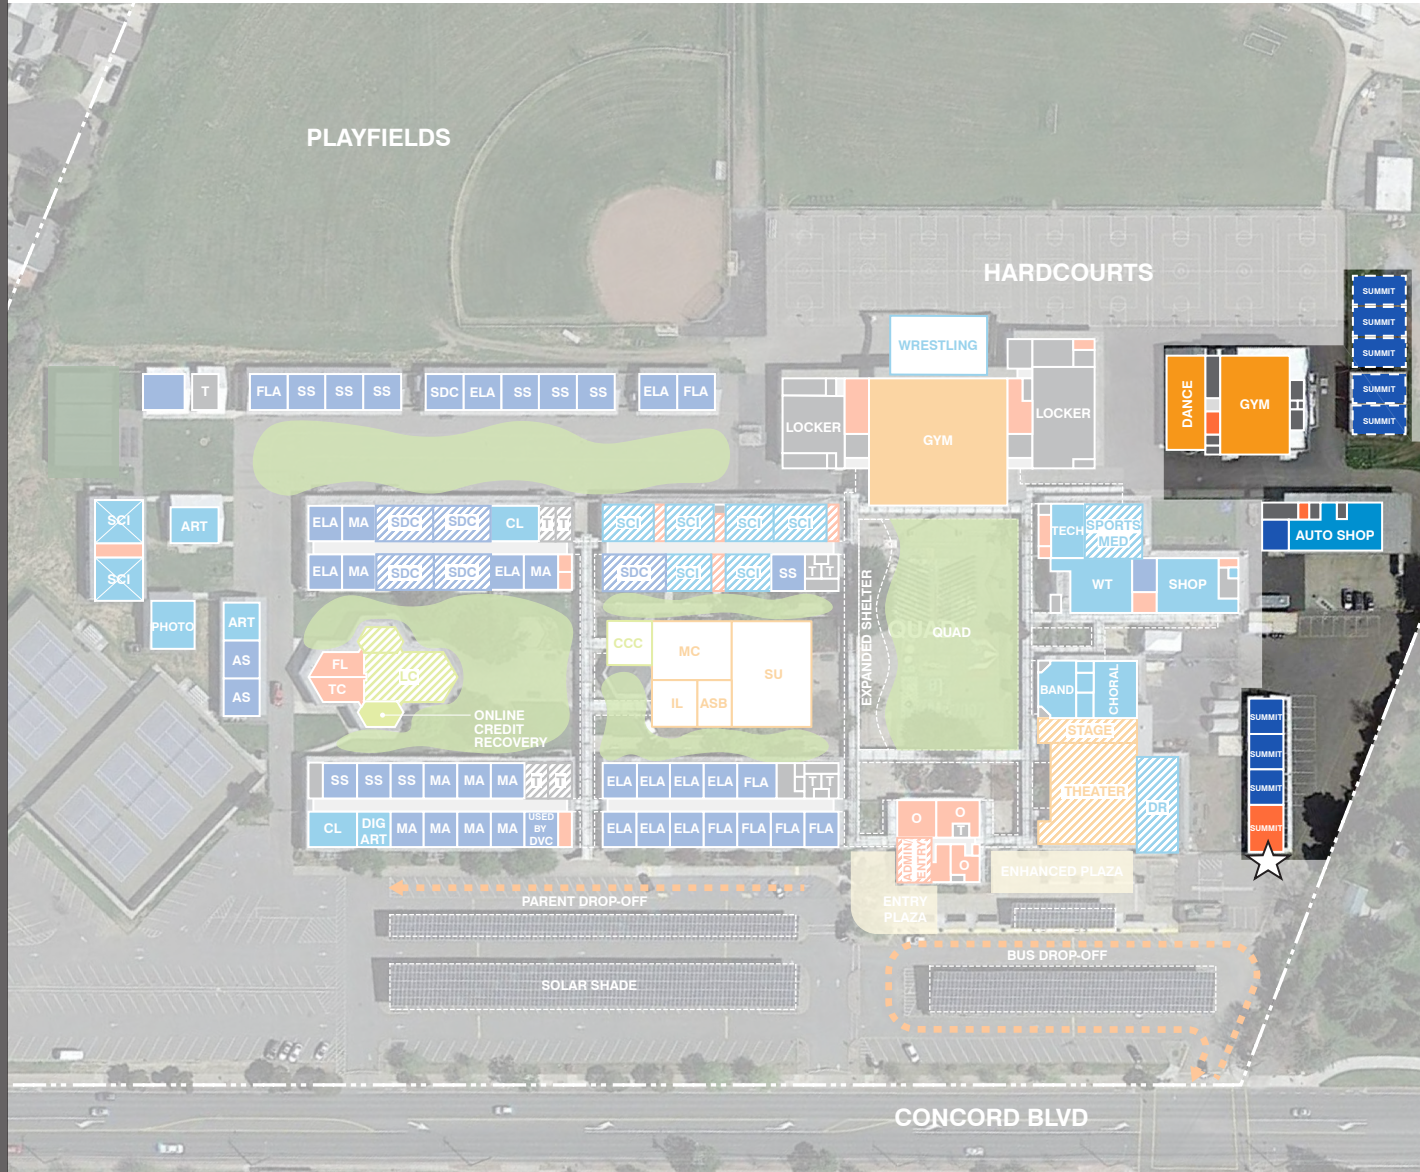 PLAYFIELDS
HARDCOURTS
SUMMIT
SUMMIT
SUMMIT
SUMMIT
SUMMIT
WRESTLING
T
FLA SS SS SS
SDC ELA SS SS SS
ELA FLA
LOCKER
GYM
LOCKER
DANCE
GYM
SCI
ART
SCI
PHOTO
ART
AS
AS
ELA MA SDC SDC CL T T
ELA MA SDC SDC ELA MA
SCI SCI SCI SCI
SDC SCI SCI SS T T
TECH
SPORTS
MED
WT
SHOP
AUTO SHOP
FL
TC
LC
ONLINE
CREDIT
RECOVERY
CCC
MC
IL
ASB
SU
EXPANDED SHELTER
QUAD
QUAD
BAND
CHORAL
STAGE
THEATER
DR
SUMMIT
SUMMIT
SUMMIT
SUMMIT
SS SS SS MA MA MA T T
CL
DIG
ART
MA MA MA MA
USED
BY
DVC
ELA ELA ELA ELA FLA T T
ELA ELA ELA FLA FLA FLA FLA
O
O
T
O
ADMIN
ENTRY
ENHANCED PLAZA
ENTRY
PLAZA
PARENT DROP-OFF
SOLAR SHADE
BUS DROP-OFF
CONCORD BLVD